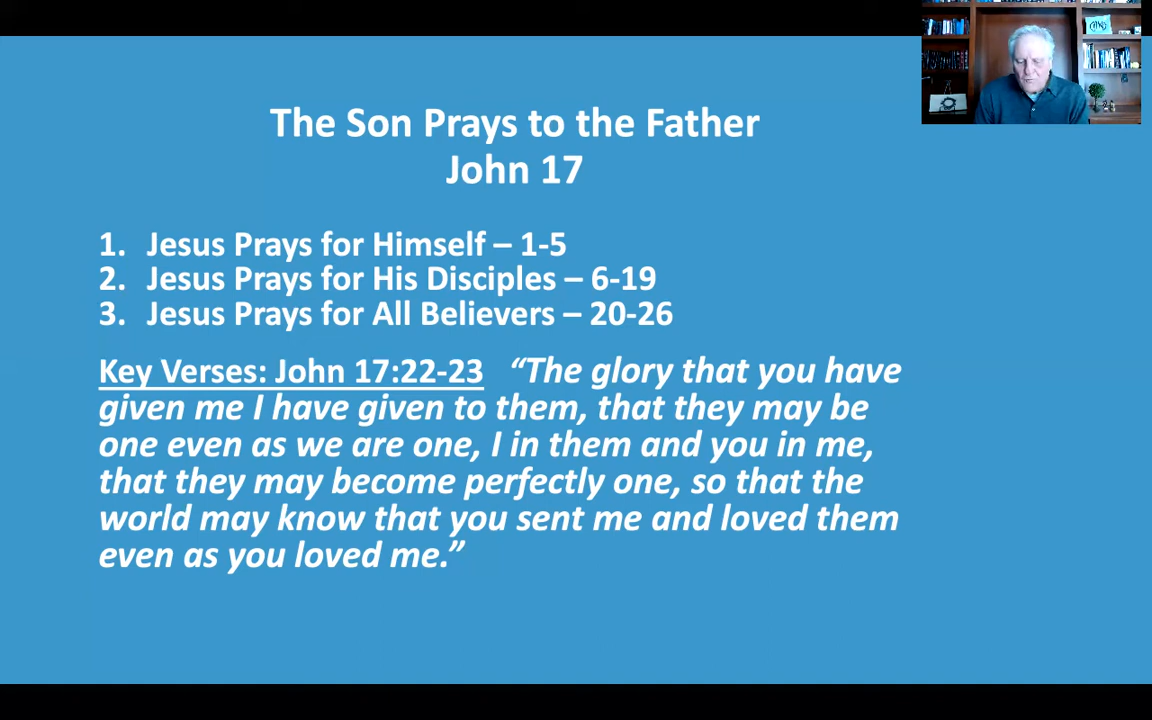 The Son Prays to the Father
John 17
1. Jesus Prays for Himself – 1-5
2. Jesus Prays for His Disciples – 6-19
3. Jesus Prays for All Believers – 20-26
Key Verses: John 17:22-23 “The glory that you have
given me I have given to them, that they may be
one even as we are one, I in them and you in me,
that they may become perfectly one, so that the
world may know that you sent me and loved them
even as you loved me.”